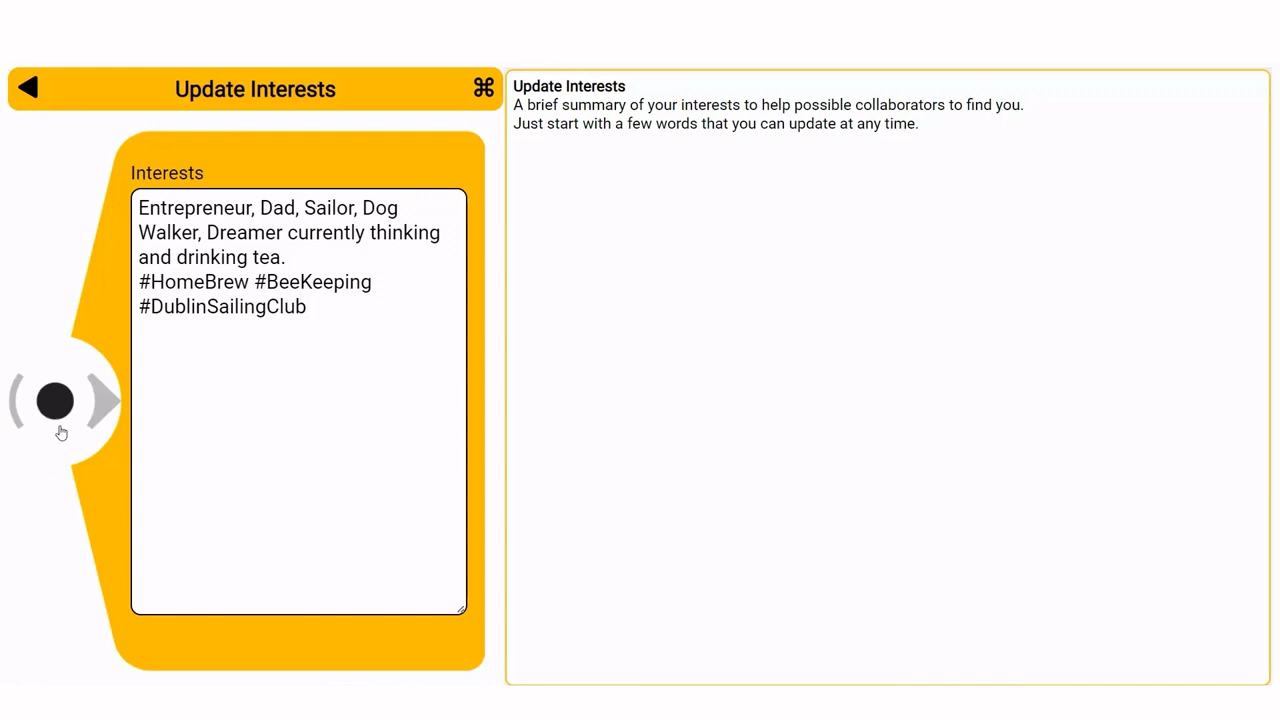 Update Interests
⌘
Interests
Entrepreneur, Dad, Sailor, Dog
Walker, Dreamer currently thinking
and drinking tea.
#HomeBrew #BeeKeeping
#DublinSailingClub
Update Interests
A brief summary of your interests to help possible collaborators to find you.
Just start with a few words that you can update at any time.